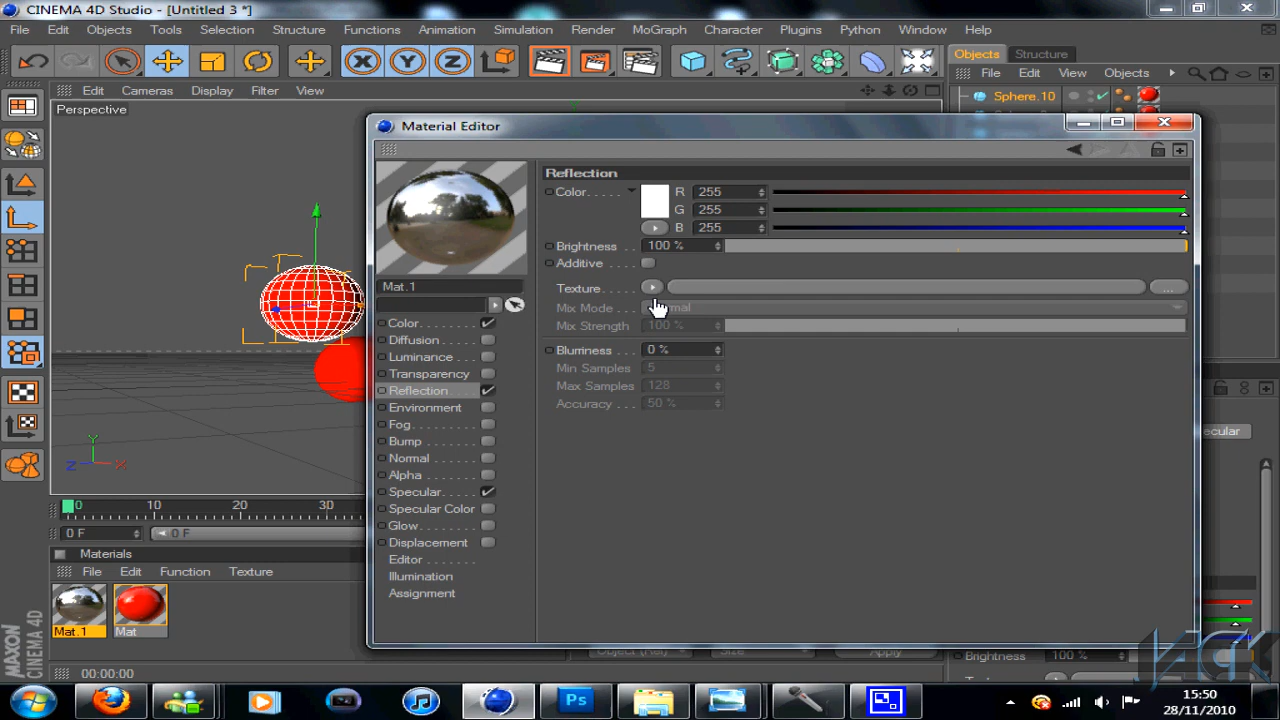 CINEMA 4D Studio - [Untitled 3 *]
File Edit Objects Tools Selection Structure Functions Animation Simulation Render MoGraph Character Plugins Python Window Help
X Y Z
Objects Structure
File Edit View Objects
Edit Cameras Display Filter View
Perspective
Sphere.10
Material Editor
Reflection
Color R 255
G 255
B 255
Brightness 100 %
Additive
Texture ...
Mix Mode
Mix Strength 100 %
Blurriness 0 %
Min Samples 5
Max Samples 128
Accuracy 50 %
Mat.1
Color
Diffusion
Luminance
Transparency
Reflection
Environment
Fog
Bump
Normal
Alpha
Specular
Specular Color
Glow
Displacement
Editor
Illumination
Assignment
Y
Z X
0 10 20 30
0 F 0 F
Materials
File Edit Function Texture
Mat.1 Mat
MAXON
CINEMA 4D
00:00:00
Apply
Brightness 100 %
JACK
Ps
15:50
28/11/2010